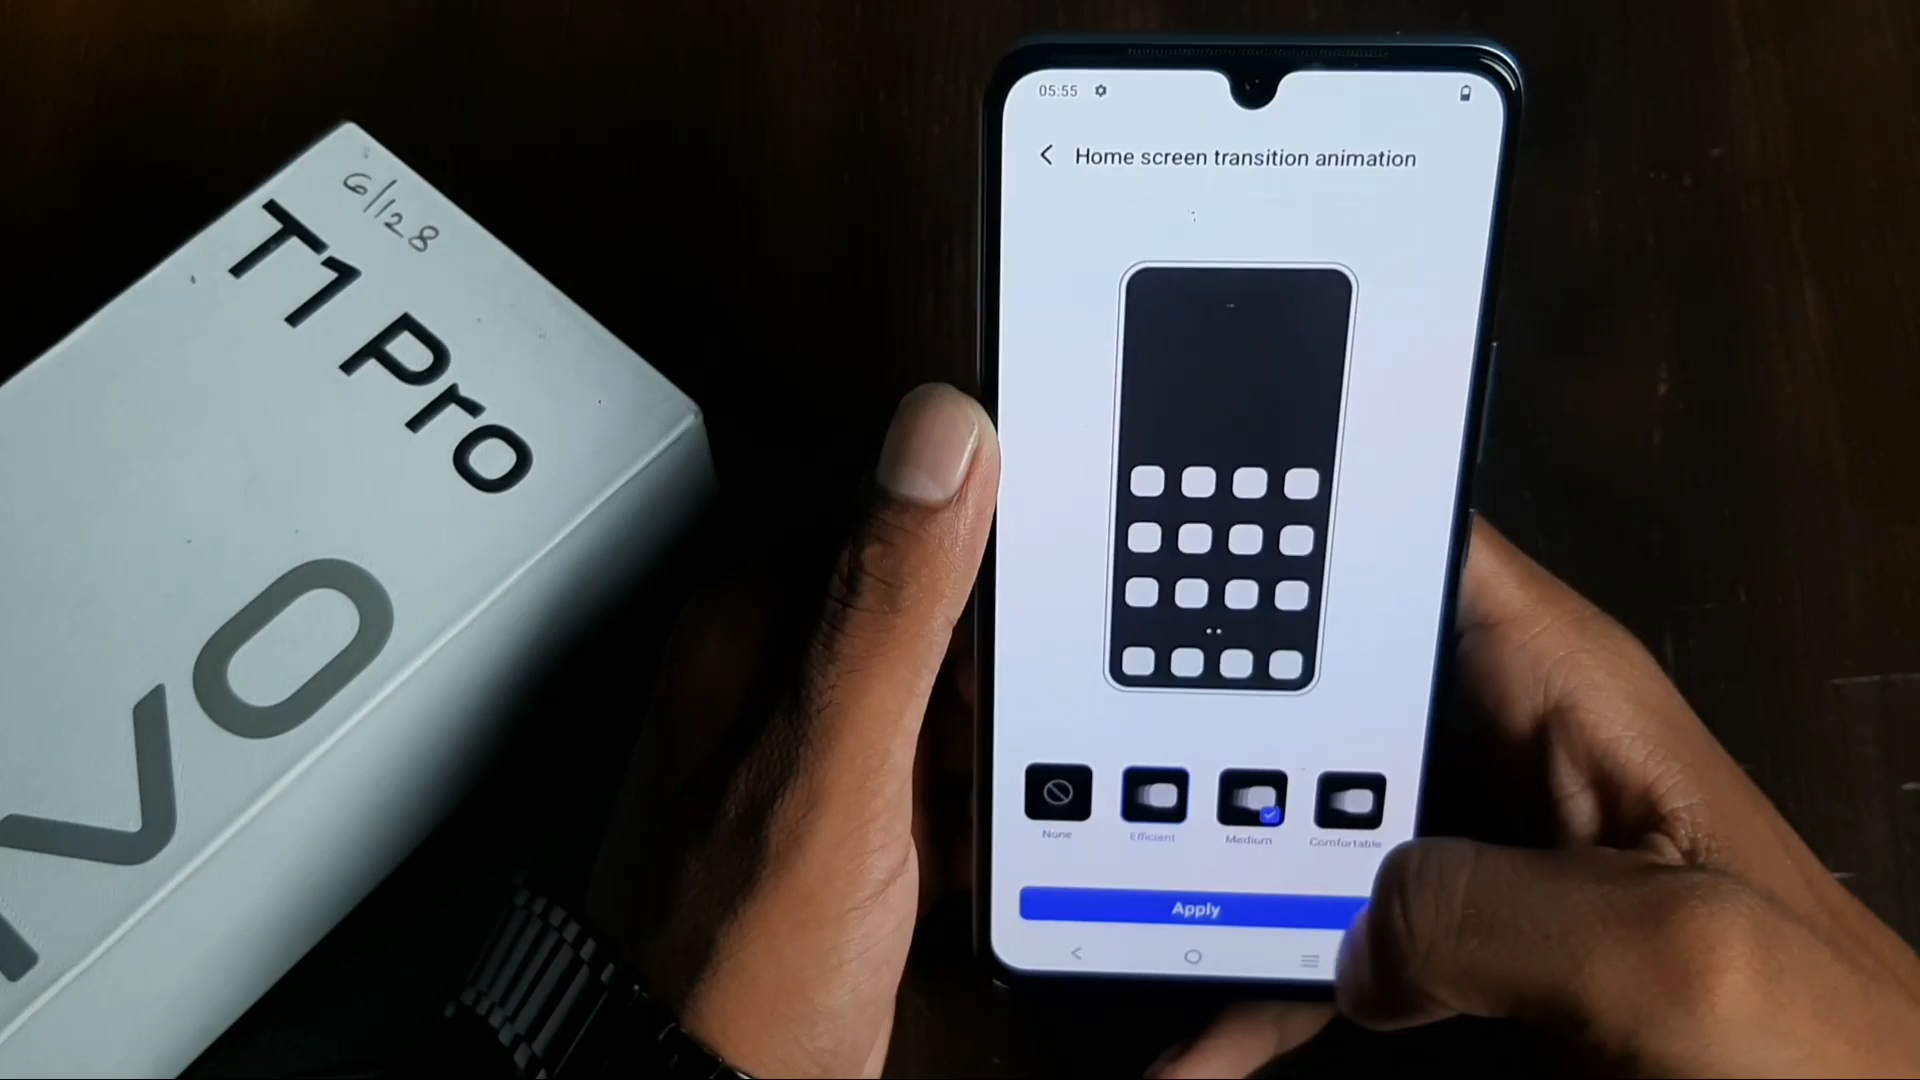 6/128
T1 Pro
vivo
05:55
Home screen transition animation
None
Efficient
Medium
Comfortable
Apply